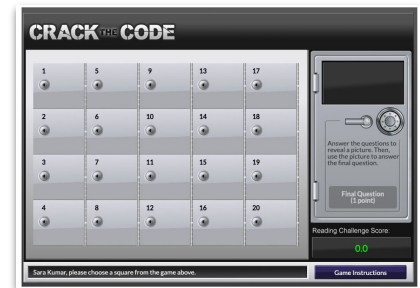 CRACK THE CODE
1 5 9 13 17
2 6 10 14 18
3 7 11 15 19
4 8 12 16 20
Answer the questions to
reveal a picture. Then,
use the picture to answer
the final question.
Final Question
(1 point)
Reading Challenge Score:
0.0
Sara Kumar, please choose a square from the game above.
Game Instructions